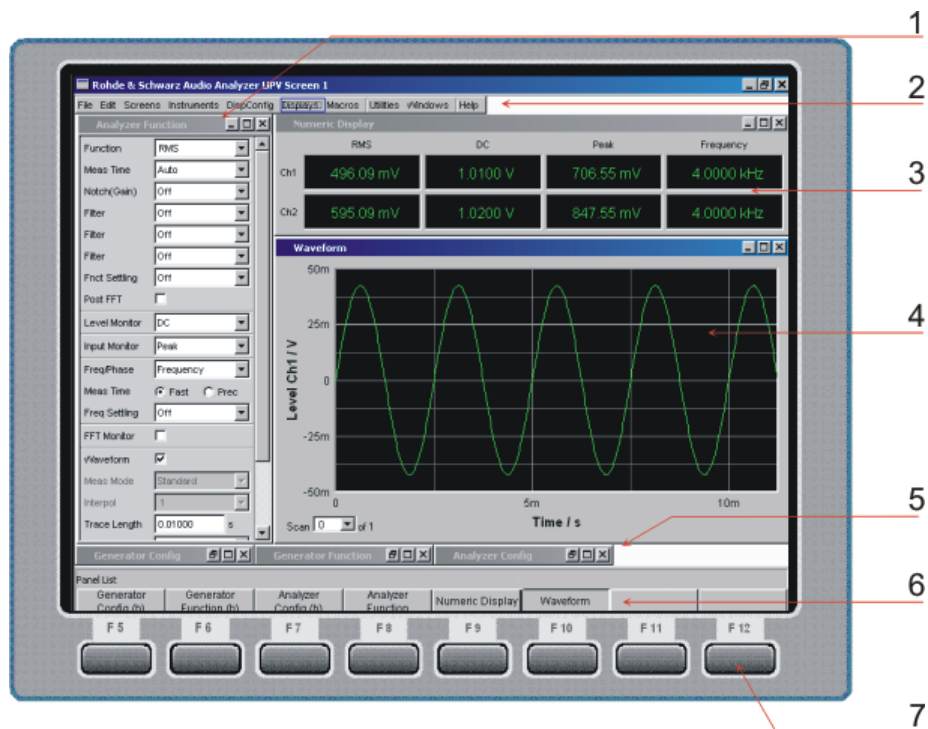 1
Rohde & Schwarz Audio Analyzer UPV Screen 1
2
File Edit Screens Instruments DispConfig Displays Macros Utilities Windows Help
Analyzer Function
Numeric Display
RMS DC Peak Frequency
Function RMS
Meas Time Auto
Ch1 496.09 mV 1.0100 V 706.55 mV 4.0000 kHz
3
Notch(Gain) Off
Filter Off
Ch2 595.09 mV 1.0200 V 847.55 mV 4.0000 kHz
Filter Off
Filter Off
Waveform
Fnct Settling Off
Post FFT
Level Monitor DC
Input Monitor Peak
Freq/Phase Frequency
Meas Time Fast Prec
Freq Settling Off
FFT Monitor
Waveform
Meas Mode Standard
Interpol 1
Trace Length 0.01000 s
50m
25m
4
0
-25m
-50m
Level Ch1 / V
0 5m 10m
Time / s
Scan 0 of 1
5
Generator Config Generator Function Analyzer Config
Panel List
6
Generator Config (h)
Generator Function (h)
Analyzer Config (h)
Analyzer Function
Numeric Display
Waveform
F 5 F 6 F 7 F 8 F 9 F 10 F 11 F 12
7